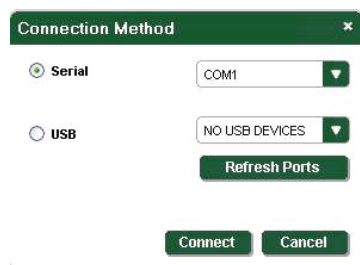 Connection Method
Serial
COM1
USB
NO USB DEVICES
Refresh Ports
Connect
Cancel